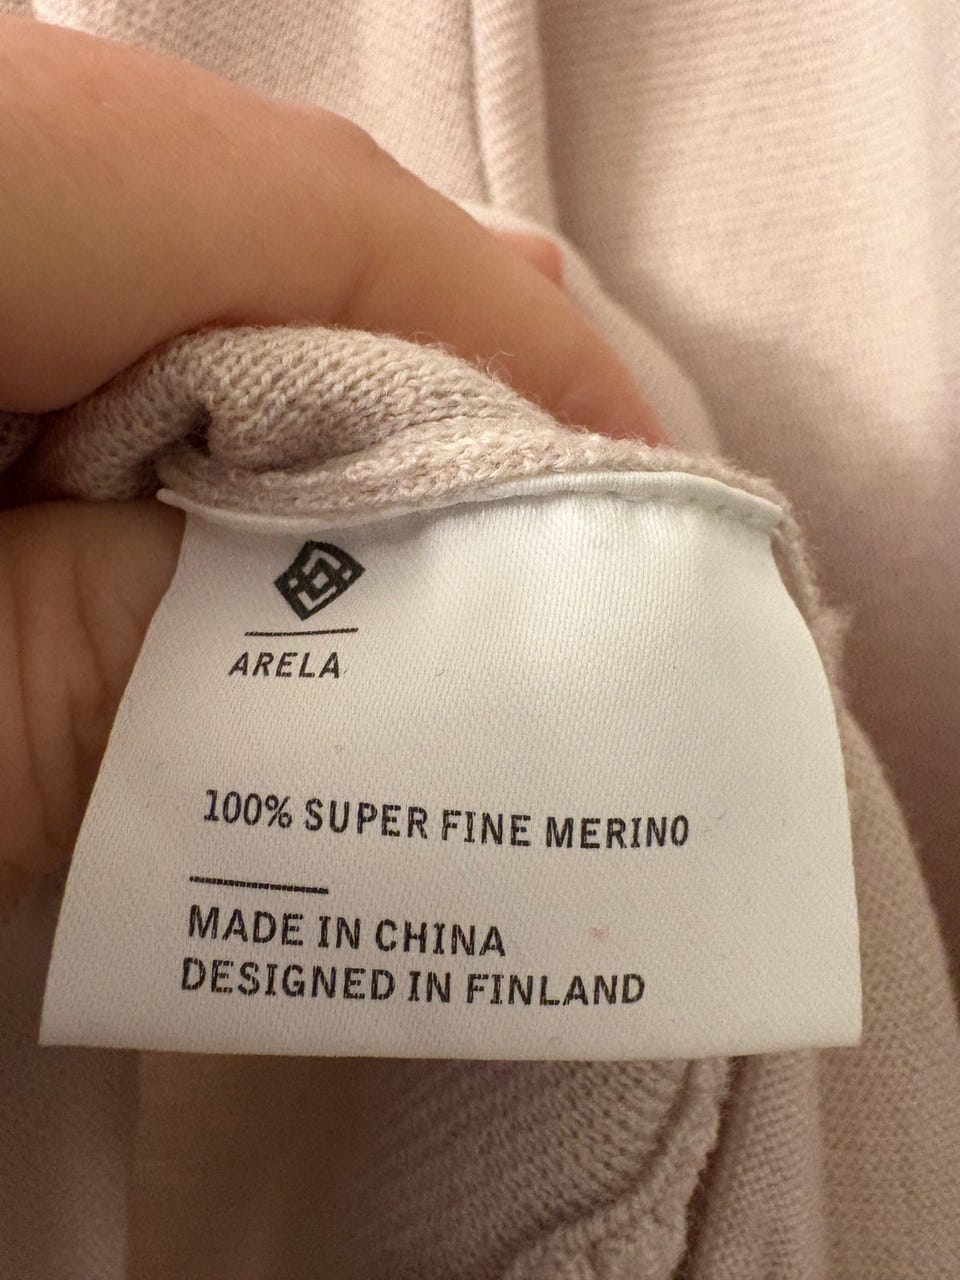 ARELA
100% SUPER FINE MERINO
MADE IN CHINA
DESIGNED IN FINLAND